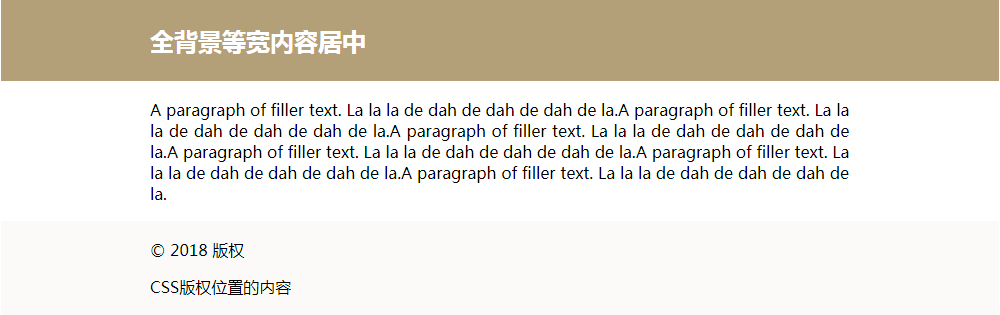 全背景等宽内容居中
A paragraph of filler text. La la la de dah de dah de dah de la.A paragraph of filler text. La la
la de dah de dah de dah de la.A paragraph of filler text. La la la de dah de dah de dah de
la.A paragraph of filler text. La la la de dah de dah de dah de la.A paragraph of filler text. La
la la de dah de dah de dah de la.A paragraph of filler text. La la la de dah de dah de dah de
la.
© 2018 版权
CSS版权位置的内容